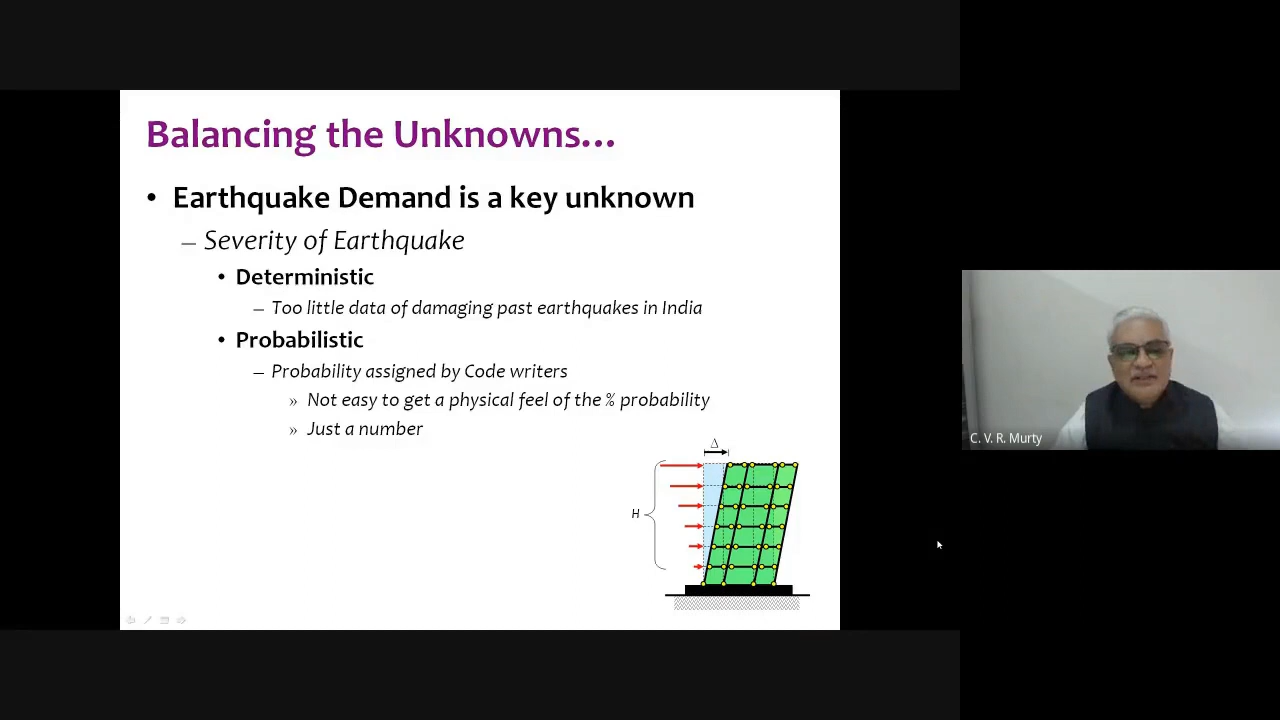 Balancing the Unknowns...
• Earthquake Demand is a key unknown
– Severity of Earthquake
• Deterministic
– Too little data of damaging past earthquakes in India
• Probabilistic
– Probability assigned by Code writers
» Not easy to get a physical feel of the % probability
» Just a number
Δ
H
C. V. R. Murty